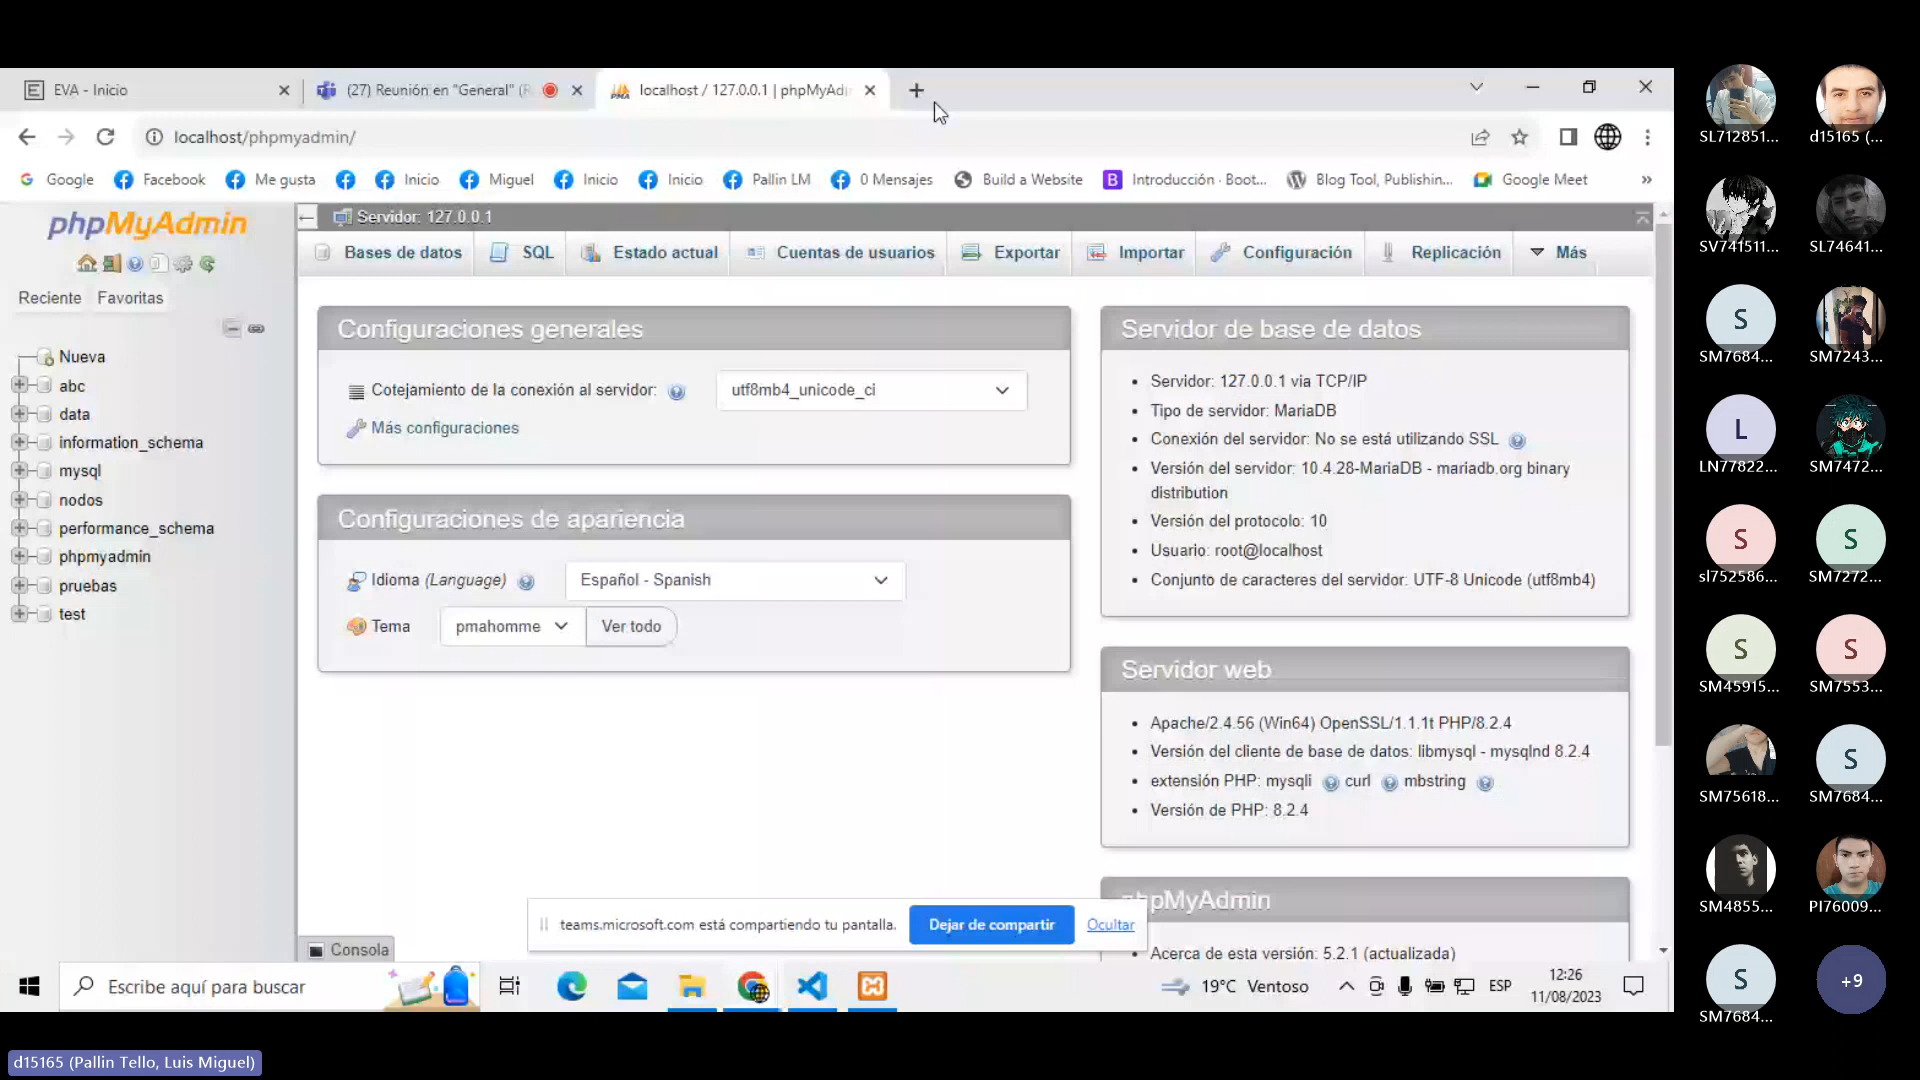 EVA - Inicio
(27) Reunión en "General" (R
localhost / 127.0.0.1 | phpMyAdm
localhost/phpmyadmin/
Google
Facebook
Me gusta
Inicio
Miguel
Inicio
Inicio
Pallin LM
0 Mensajes
Build a Website
Introducción · Boot...
Blog Tool, Publishin...
Google Meet
»
phpMyAdmin
Reciente Favoritas
Nueva
abc
data
information_schema
mysql
nodos
performance_schema
phpmyadmin
pruebas
test
Servidor: 127.0.0.1
Bases de datos
SQL
Estado actual
Cuentas de usuarios
Exportar
Importar
Configuración
Replicación
Más
Configuraciones generales
Cotejamiento de la conexión al servidor:
utf8mb4_unicode_ci
Más configuraciones
Configuraciones de apariencia
Idioma (Language)
Español - Spanish
Tema
pmahomme
Ver todo
Servidor de base de datos
• Servidor: 127.0.0.1 via TCP/IP
• Tipo de servidor: MariaDB
• Conexión del servidor: No se está utilizando SSL
• Versión del servidor: 10.4.28-MariaDB - mariadb.org binary
distribution
• Versión del protocolo: 10
• Usuario: root@localhost
• Conjunto de caracteres del servidor: UTF-8 Unicode (utf8mb4)
Servidor web
• Apache/2.4.56 (Win64) OpenSSL/1.1.1t PHP/8.2.4
• Versión del cliente de base de datos: libmysql - mysqlnd 8.2.4
• extensión PHP: mysqli curl mbstring
• Versión de PHP: 8.2.4
phpMyAdmin
• Acerca de esta versión: 5.2.1 (actualizada)
Consola
teams.microsoft.com está compartiendo tu pantalla.
Dejar de compartir
Ocultar
Escribe aquí para buscar
19°C Ventoso
ESP
12:26
11/08/2023
SL712851...
d15165 (...
SV741511...
SL74641...
S
SM7684...
SM7243...
L
LN77822...
SM7472...
S
sl752586...
S
SM7272...
S
SM45915...
S
SM7553...
SM75618...
S
SM7684...
SM4855...
PI76009...
S
SM7684...
+9
d15165 (Pallin Tello, Luis Miguel)